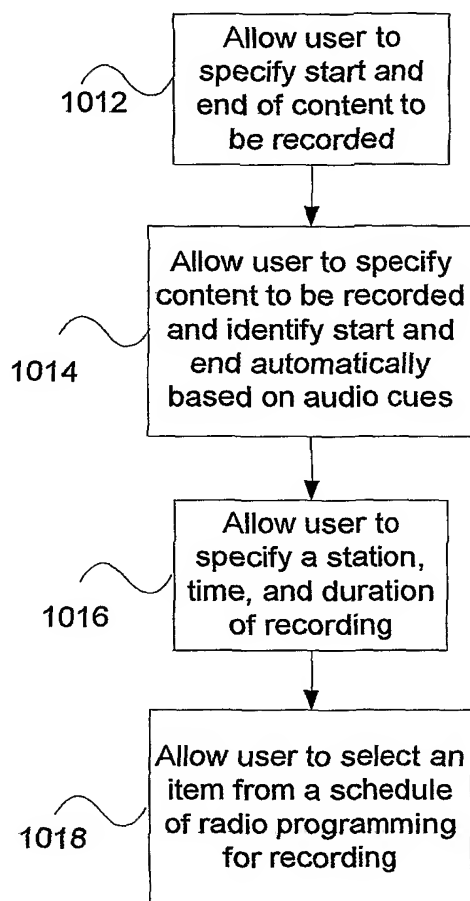 Allow user to
specify start and
end of content to
be recorded
1012
Allow user to specify
content to be recorded
and identify start and
end automatically
based on audio cues
1014
Allow user to
specify a station,
time, and duration
of recording
1016
Allow user to select an
item from a schedule
of radio programming
for recording
1018